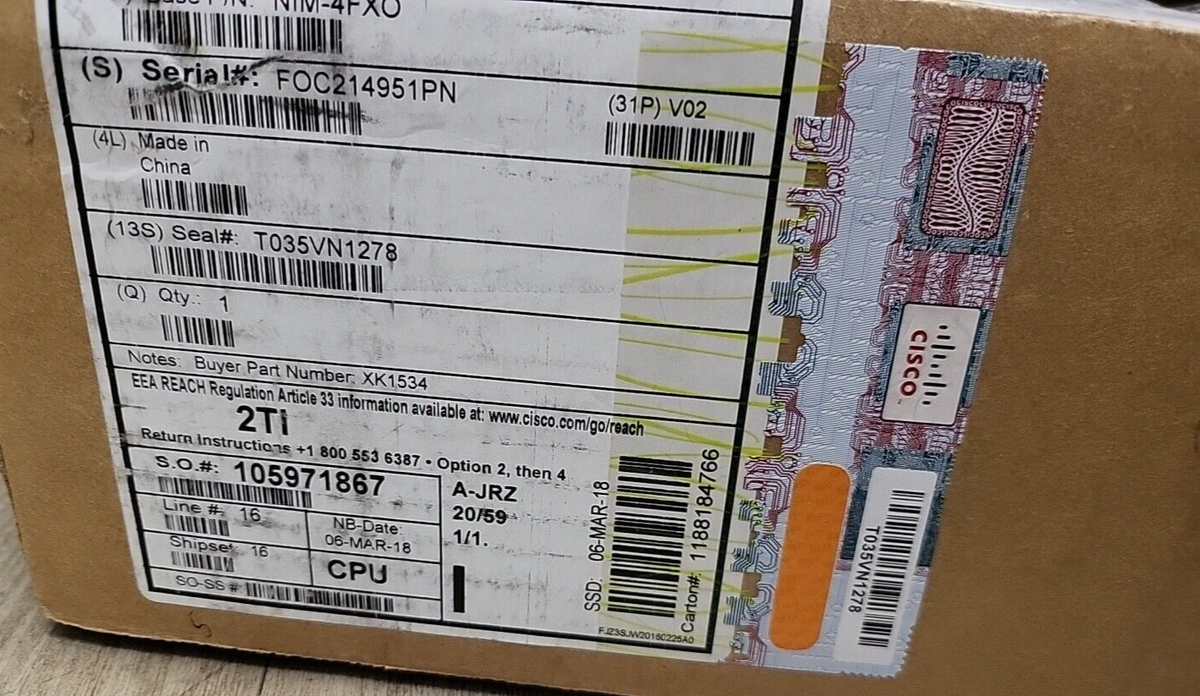 Base P/N: NIM-4FXO
(S) Serial#: FOC214951PN
(31P) V02
(4L) Made in
China
(13S) Seal#: T035VN1278
(Q) Qty.: 1
Notes: Buyer Part Number: XK1534
EEA REACH Regulation Article 33 information available at: www.cisco.com/go/reach
2Ti
Return Instructions +1 800 553 6387 • Option 2, then 4
S.O.#: 105971867
Line #: 16
NB-Date:
06-MAR-18
Shipset: 16
CPU
SO-SS #:
A-JRZ
20/59
1/1.
SSD: 06-MAR-18
Carton#: 1188184766
CISCO
T035VN1278